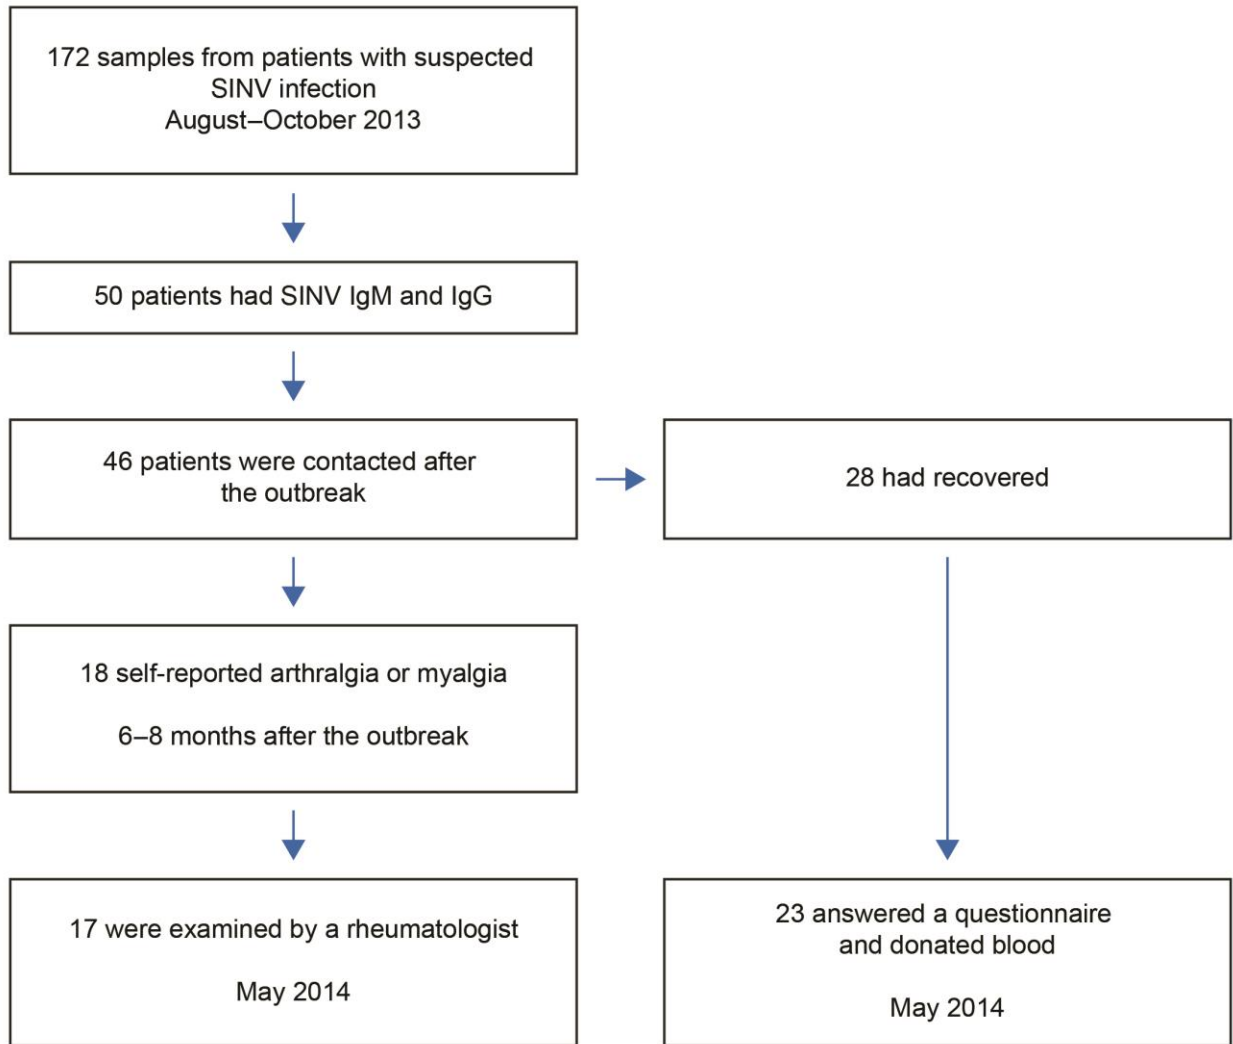 172 samples from patients with suspected
SINV infection
August–October 2013
50 patients had SINV IgM and IgG
46 patients were contacted after
the outbreak
28 had recovered
18 self-reported arthralgia or myalgia
6–8 months after the outbreak
17 were examined by a rheumatologist
May 2014
23 answered a questionnaire
and donated blood
May 2014